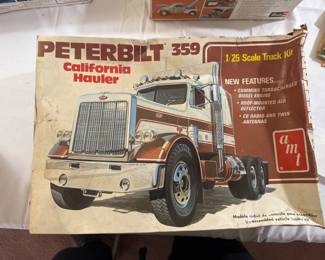 PETERBILT 359
California
Hauler
1/25 Scale Truck Kit
NEW FEATURES...
• CUMMINS TURBOCHARGED
DIESEL ENGINE
• ROOF-MOUNTED AIR
DEFLECTOR
• CB RADIO AND TWIN
ANTENNAS
amt